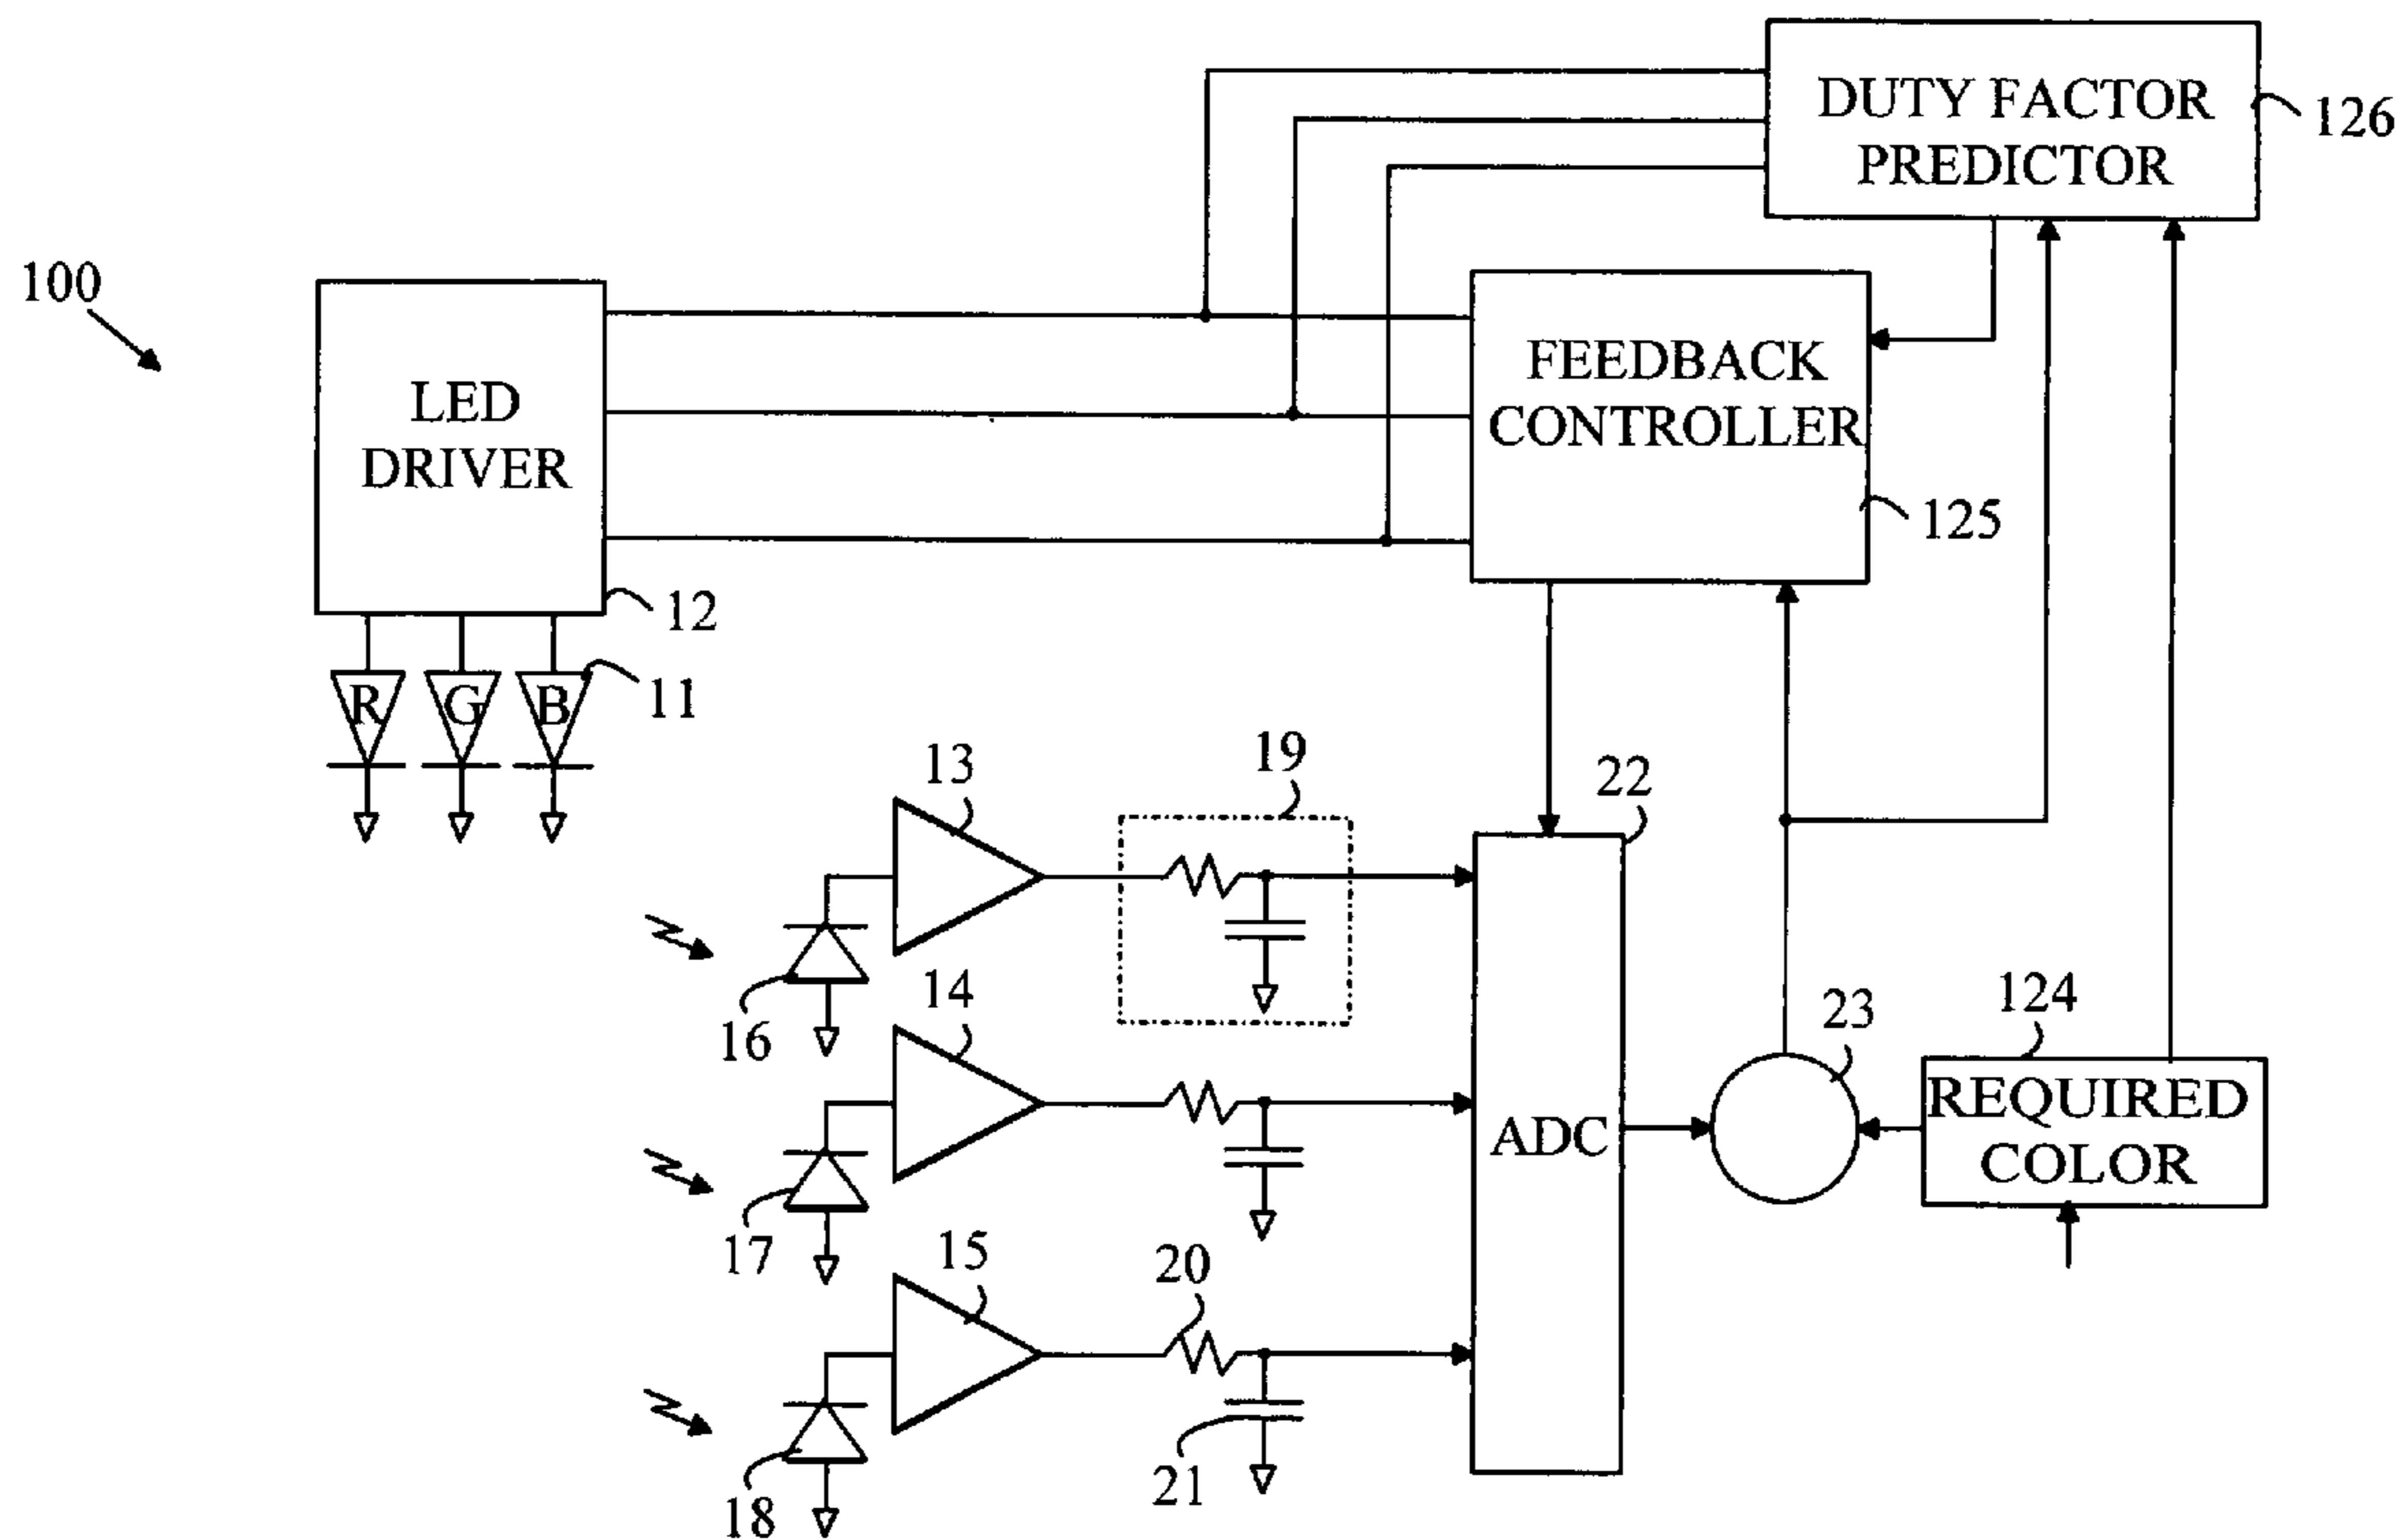 DUTY FACTOR
PREDICTOR
126
100
LED
DRIVER
FEEDBACK
CONTROLLER
125
12
R G B
11
13
19
22
16
14
124
23
REQUIRED
COLOR
ADC
17
15
20
18
21